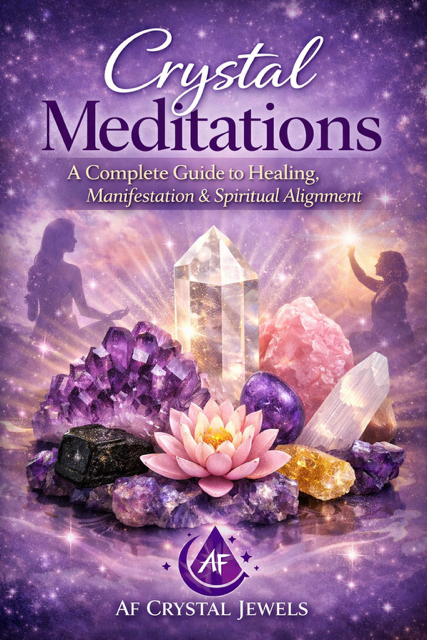 Crystal
Meditations
A Complete Guide to Healing,
Manifestation & Spiritual Alignment
AF
AF CRYSTAL JEWELS